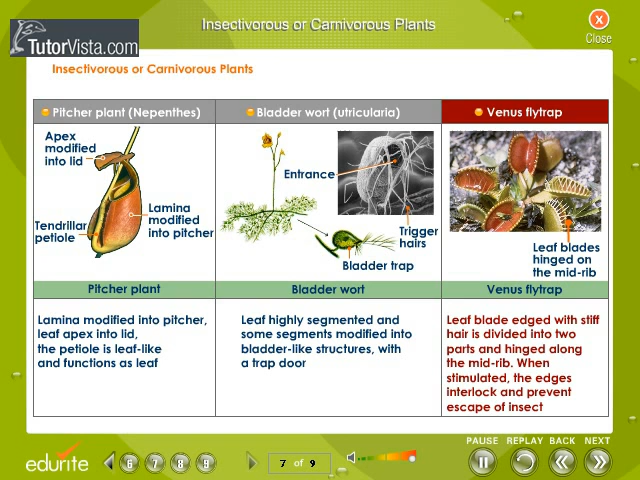 Insectivorous or Carnivorous Plants
x
Close
TutorVista.com
Insectivorous or Carnivorous Plants
Pitcher plant (Nepenthes)
Bladder wort (utricularia)
Venus flytrap
Apex
modified
into lid
Lamina
modified
into pitcher
Tendrillar
petiole
Entrance
Trigger
hairs
Bladder trap
Leaf blades
hinged on
the mid-rib
Pitcher plant
Bladder wort
Venus flytrap
Lamina modified into pitcher,
leaf apex into lid,
the petiole is leaf-like
and functions as leaf
Leaf highly segmented and
some segments modified into
bladder-like structures, with
a trap door
Leaf blade edged with stiff
hair is divided into two
parts and hinged along
the mid-rib. When
stimulated, the edges
interlock and prevent
escape of insect
PAUSE REPLAY BACK NEXT
edurite
6 7 8 9
7 of 9